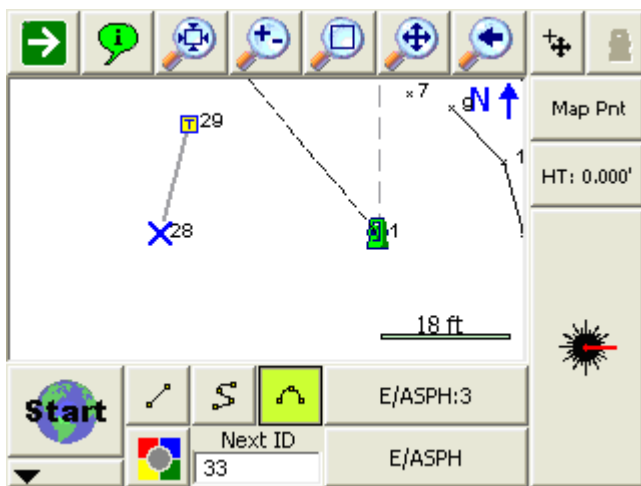 29
7
9
N
1
28
1
18 ft
Map Pnt
HT: 0.000'
Start
E/ASPH:3
Next ID
33
E/ASPH